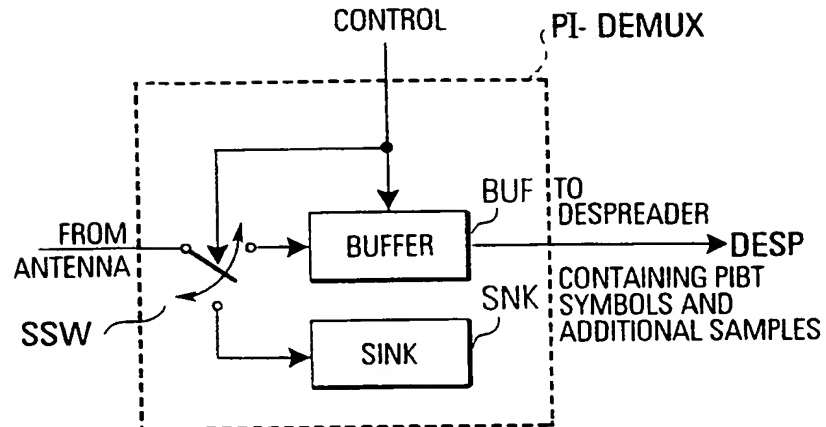 CONTROL
PI- DEMUX
BUF
TO
DESPREADER
FROM
ANTENNA
BUFFER
DESP
SSW
SNK
CONTAINING PIBT
SYMBOLS AND
ADDITIONAL SAMPLES
SINK